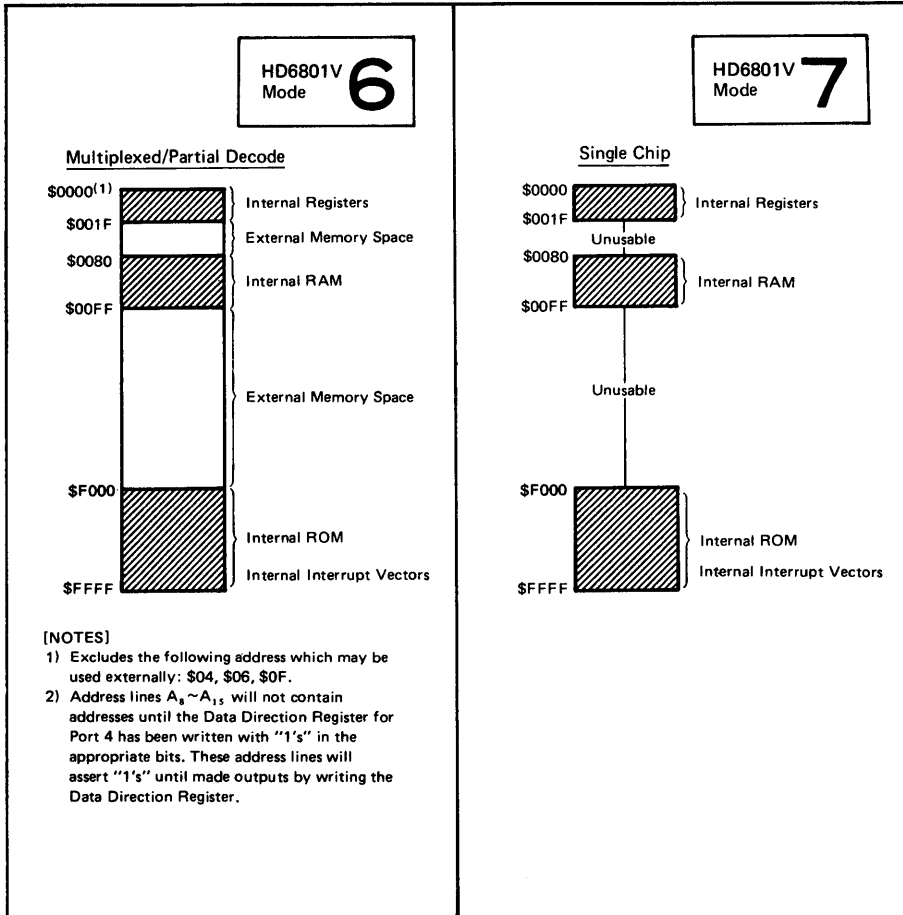 HD6801V
Mode 6
Multiplexed/Partial Decode
$0000(1)
Internal Registers
$001F
External Memory Space
$0080
Internal RAM
$00FF
External Memory Space
$F000
Internal ROM
Internal Interrupt Vectors
$FFFF
[NOTES]
1) Excludes the following address which may be
used externally: $04, $06, $0F.
2) Address lines A₈~A₁₅ will not contain
addresses until the Data Direction Register for
Port 4 has been written with "1's" in the
appropriate bits. These address lines will
assert "1's" until made outputs by writing the
Data Direction Register.
HD6801V
Mode 7
Single Chip
$0000
Internal Registers
$001F
Unusable
$0080
Internal RAM
$00FF
Unusable
$F000
Internal ROM
Internal Interrupt Vectors
$FFFF